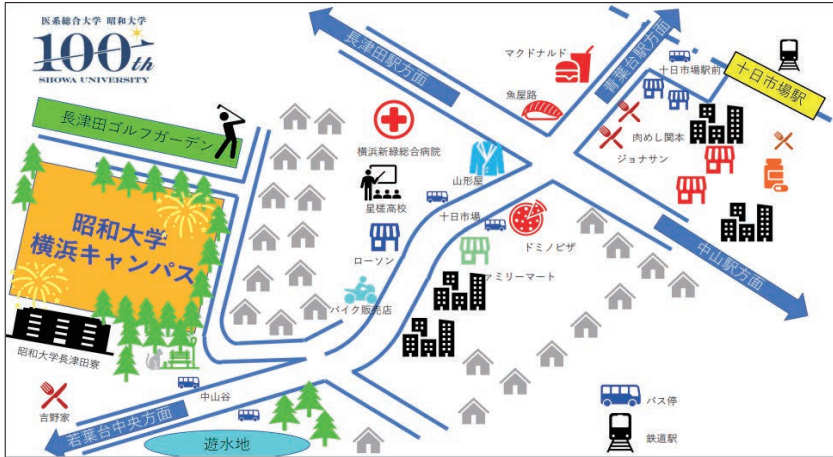 医系総合大学 昭和大学
100th
SHOWA UNIVERSITY
長津田駅方面
マクドナルド
青葉台駅方面
十日市場駅前
十日市場駅
魚屋路
長津田ゴルフガーデン
横浜新緑総合病院
肉めし関本
ジョナサン
山形屋
星槎高校
十日市場
昭和大学
横浜キャンパス
ローソン
ドミノピザ
ァミリーマート
中山駅方面
バイク販売店
昭和大学長津田寮
中山谷
吉野家
若葉台中央方面
遊水地
バス停
鉄道駅